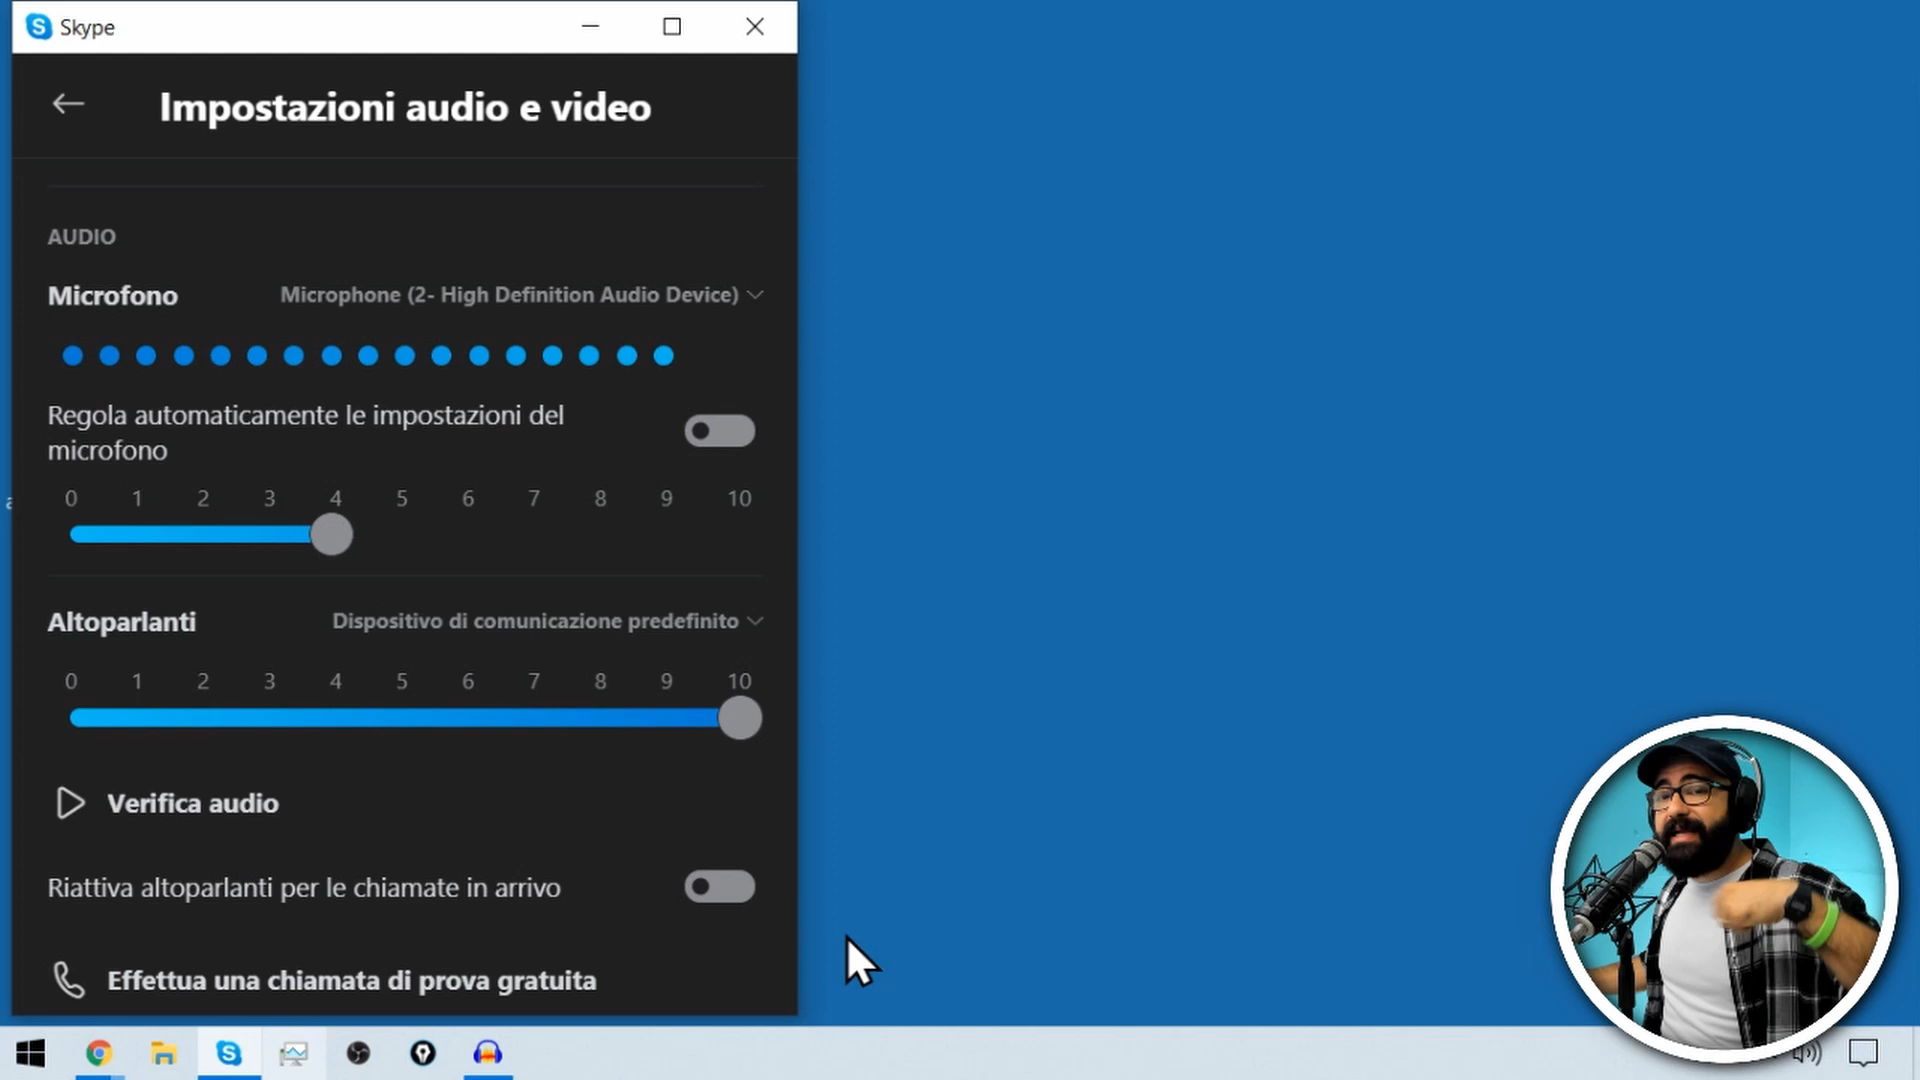 Skype
Impostazioni audio e video
AUDIO
Microfono Microphone (2- High Definition Audio Device)
Regola automaticamente le impostazioni del
microfono
0 1 2 3 4 5 6 7 8 9 10
Altoparlanti Dispositivo di comunicazione predefinito
0 1 2 3 4 5 6 7 8 9 10
Verifica audio
Riattiva altoparlanti per le chiamate in arrivo
Effettua una chiamata di prova gratuita